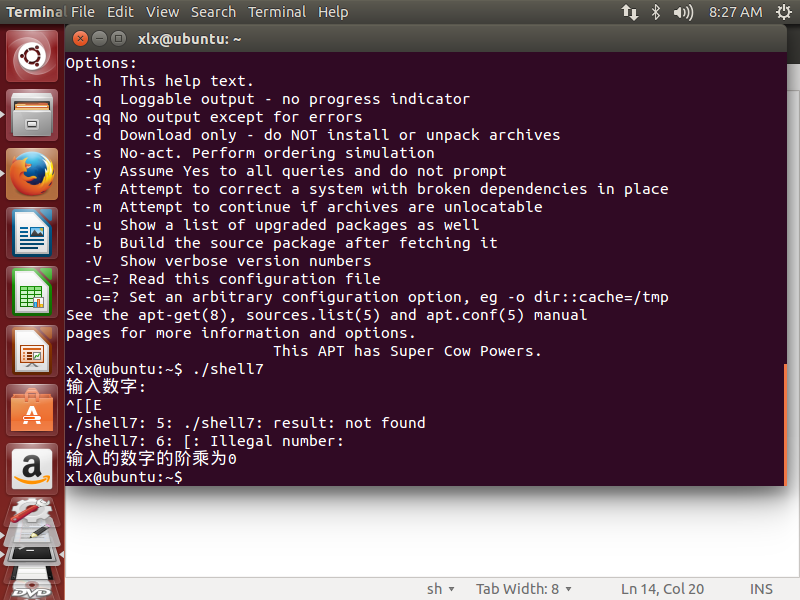 Terminal File Edit View Search Terminal Help 8:27 AM
xlx@ubuntu: ~
Options:
-h This help text.
-q Loggable output - no progress indicator
-qq No output except for errors
-d Download only - do NOT install or unpack archives
-s No-act. Perform ordering simulation
-y Assume Yes to all queries and do not prompt
-f Attempt to correct a system with broken dependencies in place
-m Attempt to continue if archives are unlocatable
-u Show a list of upgraded packages as well
-b Build the source package after fetching it
-V Show verbose version numbers
-c=? Read this configuration file
-o=? Set an arbitrary configuration option, eg -o dir::cache=/tmp
See the apt-get(8), sources.list(5) and apt.conf(5) manual
pages for more information and options.
This APT has Super Cow Powers.
xlx@ubuntu:~$ ./shell7
输入数字:
^[[E
./shell7: 5: ./shell7: result: not found
./shell7: 6: [: Illegal number:
输入的数字的阶乘为0
xlx@ubuntu:~$
sh Tab Width: 8 Ln 14, Col 20 INS